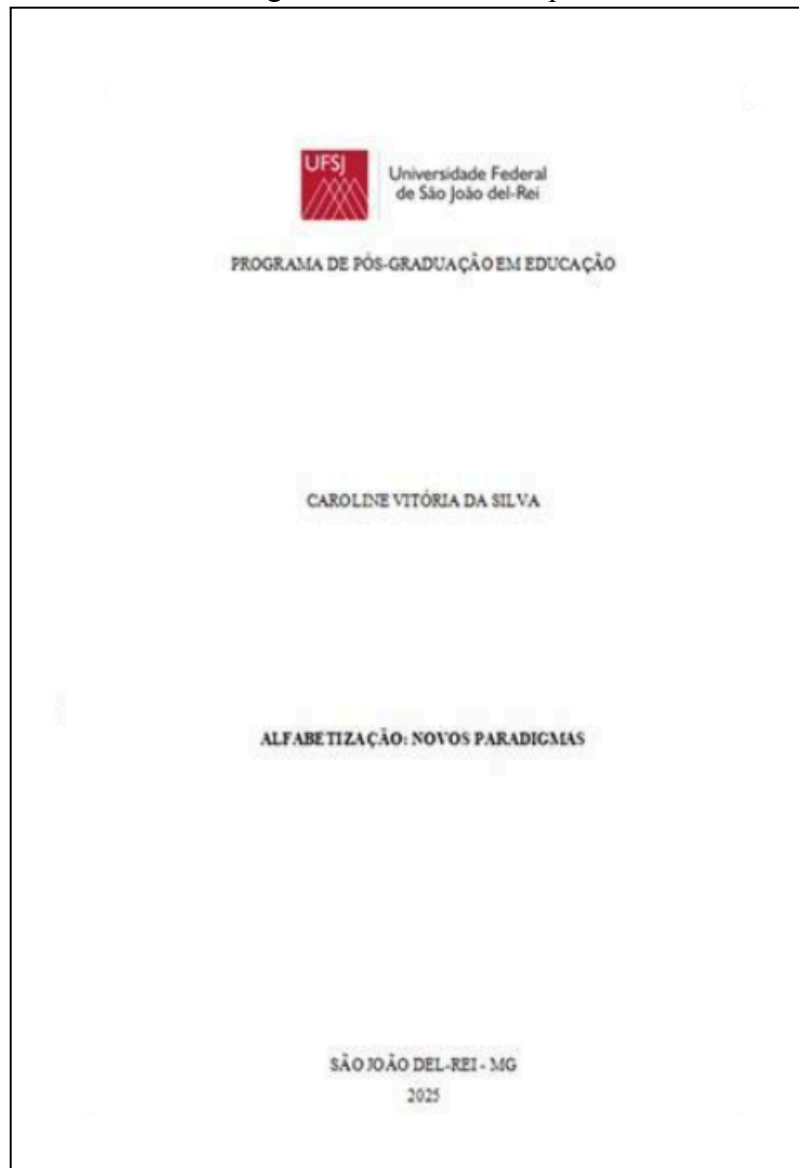 UFSJ
Universidade Federal
de São João del-Rei
PROGRAMA DE PÓS-GRADUAÇÃO EM EDUCAÇÃO
CAROLINE VITÓRIA DA SILVA
ALFABETIZAÇÃO: NOVOS PARADIGMAS
SÃO JOÃO DEL-REI - MG
2025